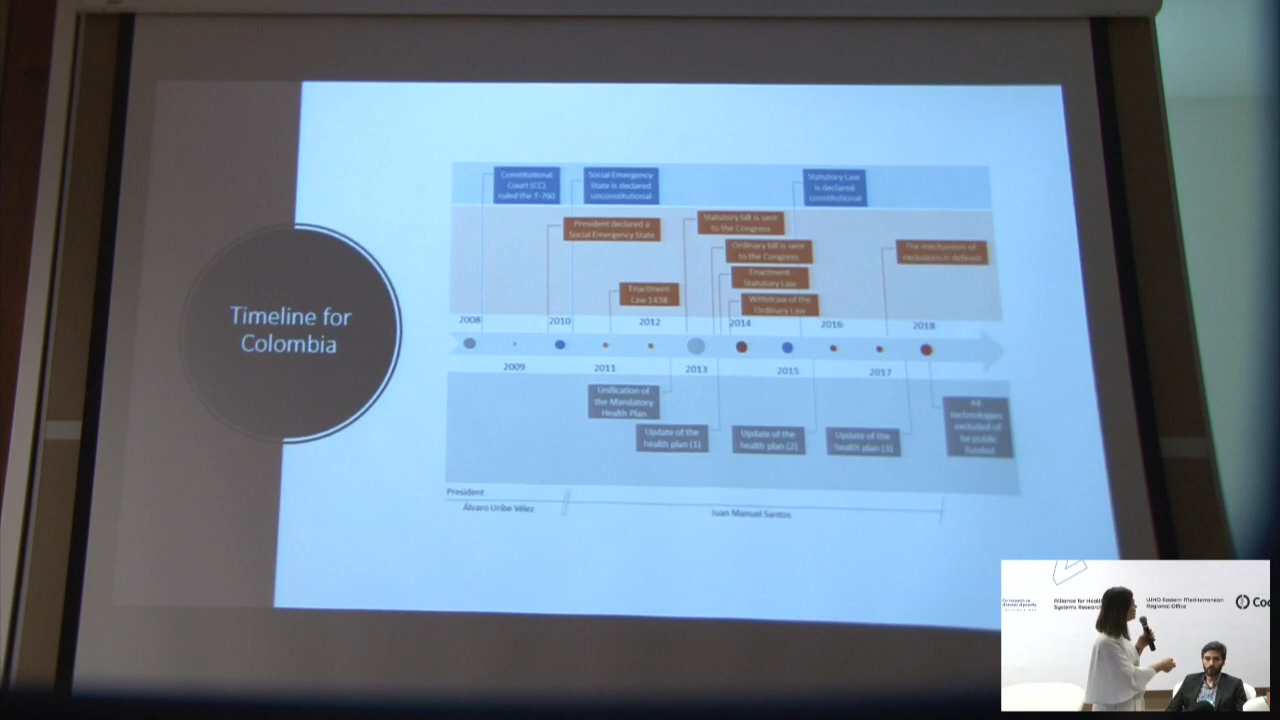 Timeline for
Colombia
Constitutional
Court (CC)
ruled the T-760
Social Emergency
State is declared
unconstitutional
Statutory Law
is declared
constitutional
President declared a
Social Emergency State
Statutory bill is sent
to the Congress
Ordinary bill is sent
to the Congress
The mechanism of
exclusions is defined
Enactment
Statutory Law
Enactment
Law 1438
Withdraw of the
Ordinary Law
2008
2010
2012
2014
2016
2018
2009
2011
2013
2015
2017
Unification of
the Mandatory
Health Plan
Update of the
health plan (1)
Update of the
health plan (2)
Update of the
health plan (3)
44
technologies
excluded of
be public
funded
President
Álvaro Uribe Vélez
Juan Manuel Santos
Alliance for Heal
Systems Researc
WHO Eastern Mediterranean
Regional Office
Coc